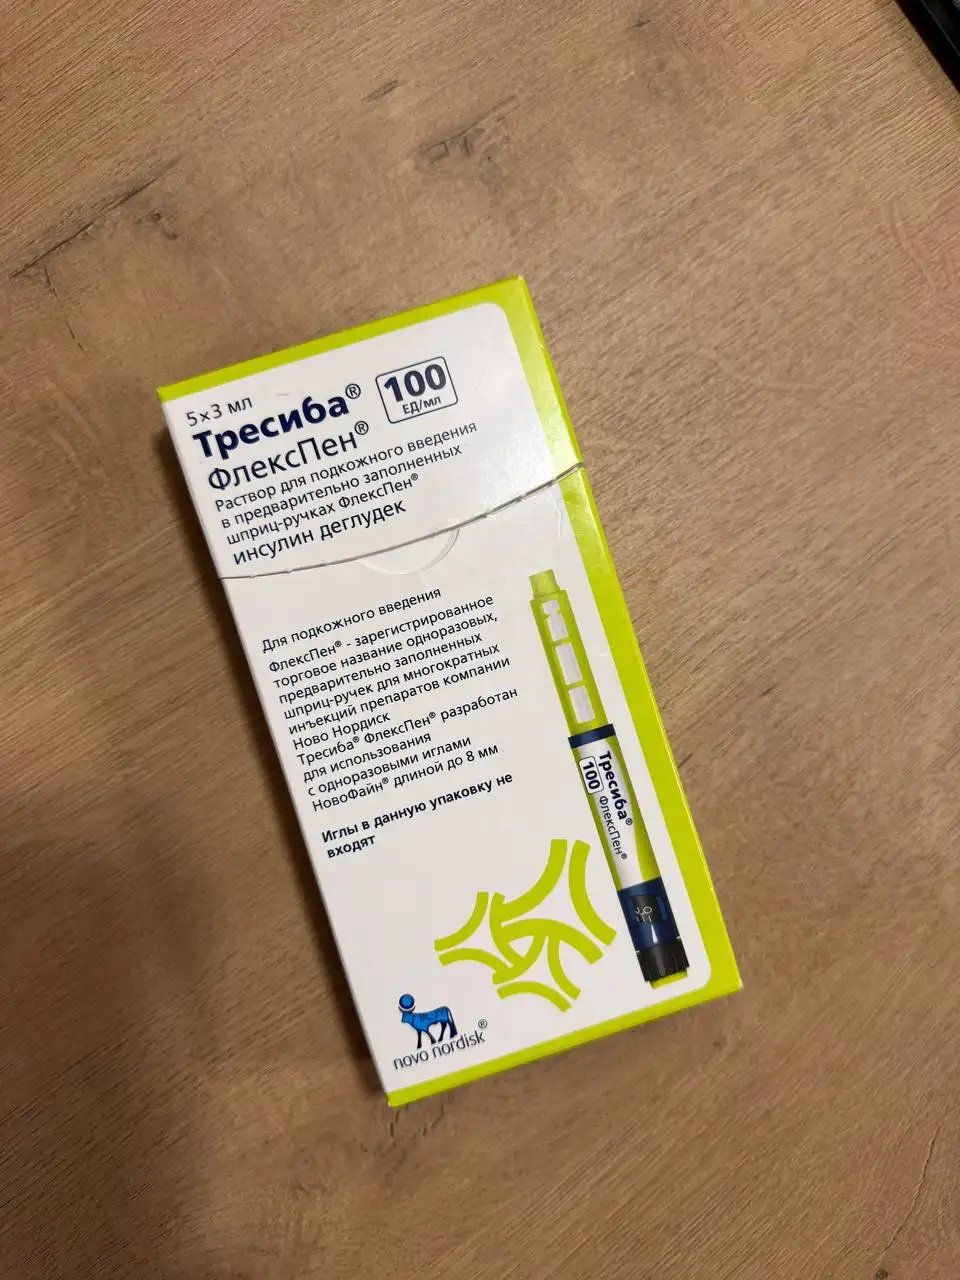 5x3 мл
Тресиба®
100
ЕД/мл
ФлексПен®
Раствор для подкожного введения
в предварительно заполненных
шприц-ручках ФлексПен®
инсулин деглудек
Для подкожного введения
ФлексПен® - зарегистрированное
торговое название одноразовых,
предварительно заполненных
шприц-ручек для многократных
инъекций препаратов компании
Ново Нордиск
Тресиба® ФлексПен® разработан
для использования
с одноразовыми иглами
НовоФайн® длиной до 8 мм
Иглы в данную упаковку не
входят
Тресиба®
100 ФлексПен®
novo nordisk®